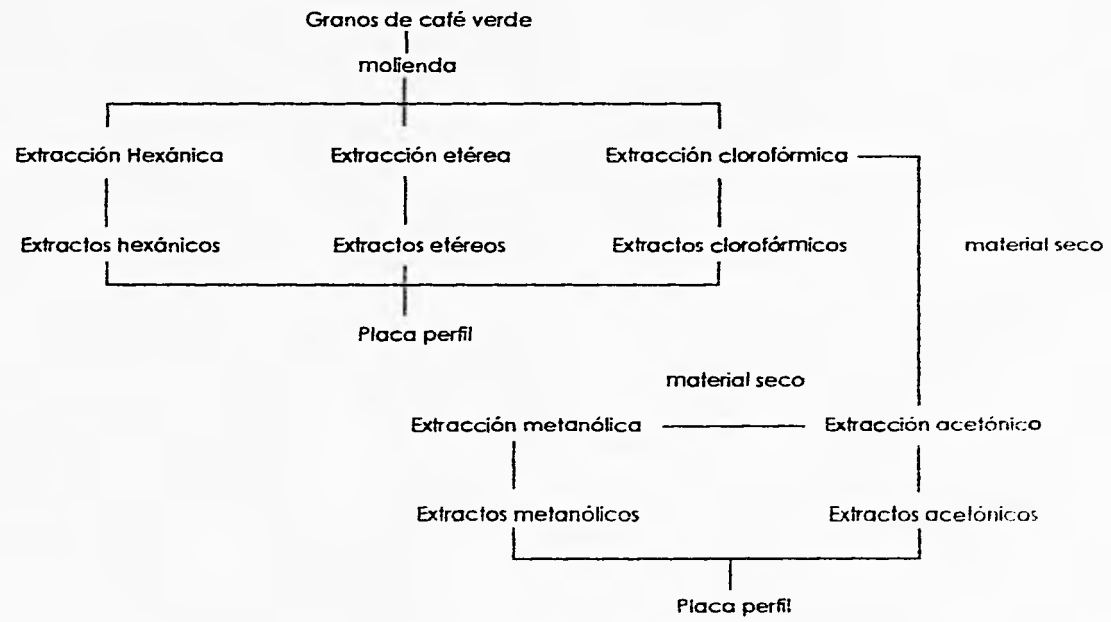 Granos de café verde
molienda
Extracción Hexánica
Extracción etérea
Extracción clorofórmica
Extractos hexánicos
Extractos etéreos
Extractos clorofórmicos
material seco
Placa perfil
material seco
Extracción metanólica
Extracción acetónica
Extractos metanólicos
Extractos acetónicos
Placa perfil